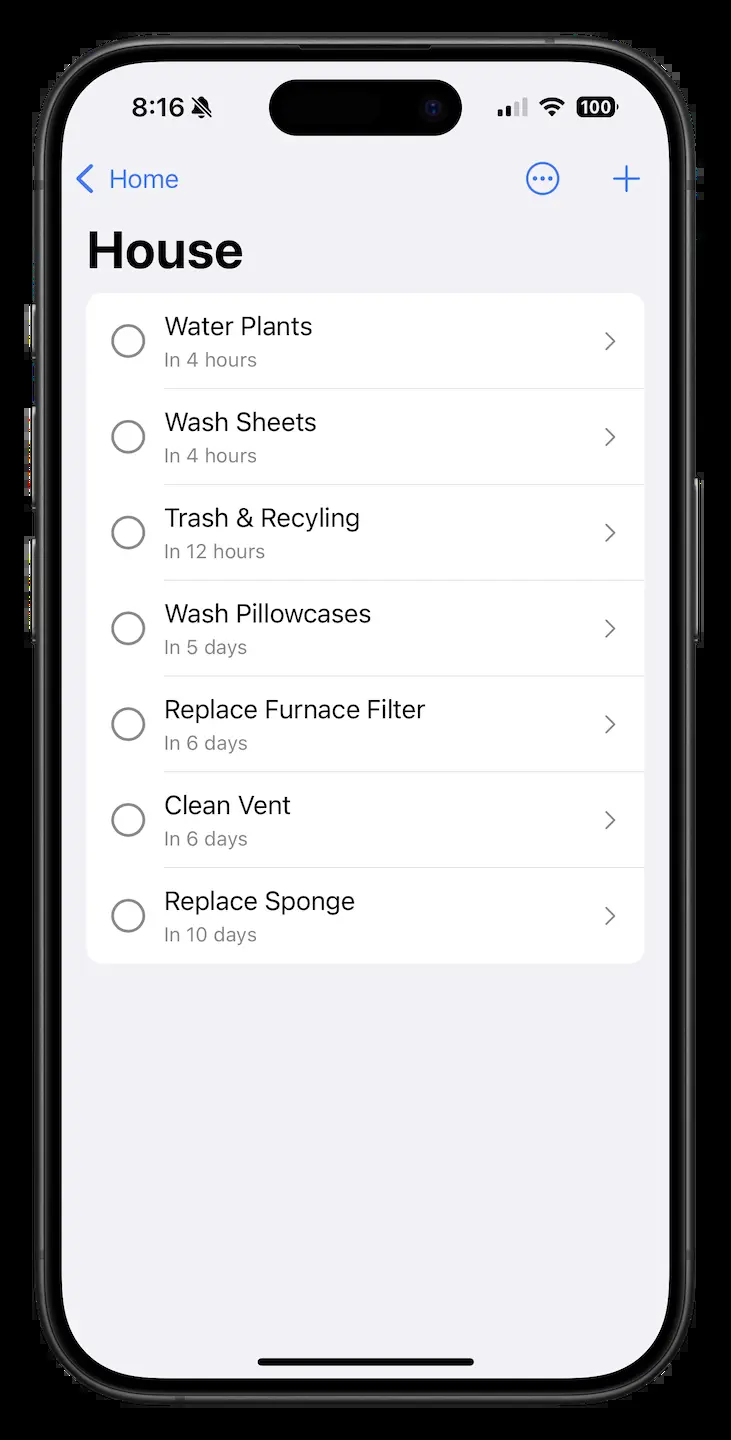 8:16
100
Home
House
Water Plants
In 4 hours
Wash Sheets
In 4 hours
Trash & Recyling
In 12 hours
Wash Pillowcases
In 5 days
Replace Furnace Filter
In 6 days
Clean Vent
In 6 days
Replace Sponge
In 10 days